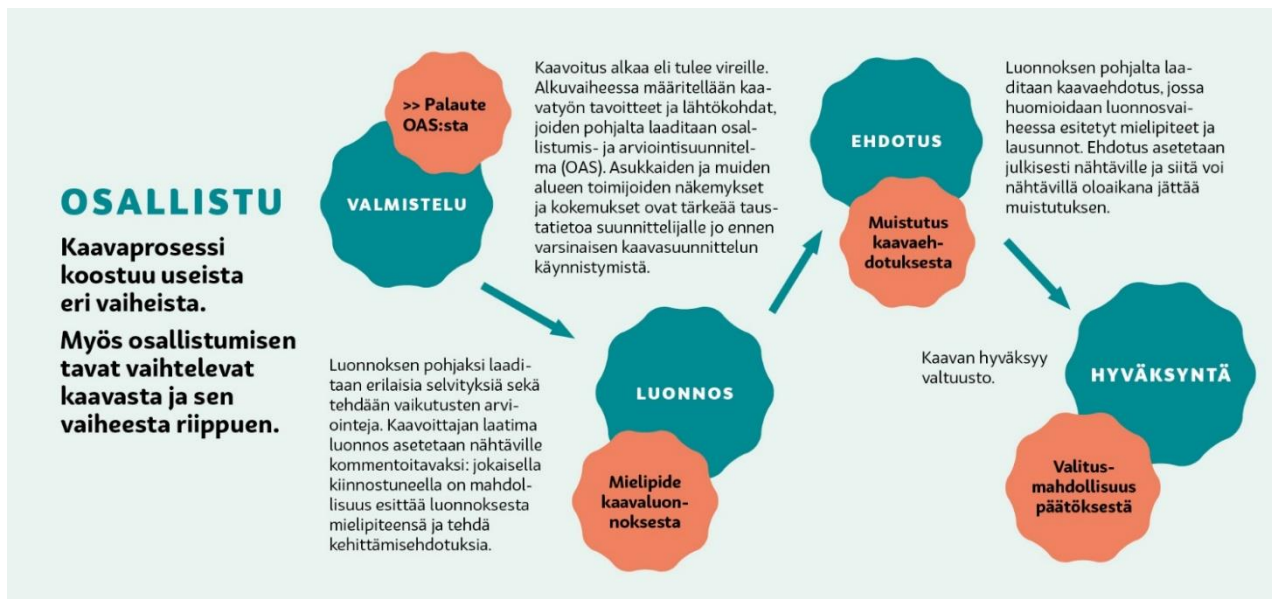 OSALLISTU
Kaavaprosessi
koostuu useista
eri vaiheista.
Myös osallistumisen
tavat vaihtelevat
kaavasta ja sen
vaiheesta riippuen.
>> Palaute
OAS:sta
VALMISTELU
Kaavoitus alkaa eli tulee vireille.
Alkuvaiheessa määritellään kaa-
vatyön tavoitteet ja lähtökohdat,
joiden pohjalta laaditaan osal-
listumis- ja arviointisuunnitel-
ma (OAS). Asukkaiden ja muiden
alueen toimijoiden näkemykset
ja kokemukset ovat tärkeää taus-
tatietoa suunnittelijalle jo ennen
varsinaisen kaavasuunnittelun
käynnistymistä.
Luonnoksen pohjaksi laadi-
taan erilaisia selvityksiä sekä
tehdään vaikutusten arvi-
ointeja. Kaavoittajan laatima
luonnos asetetaan nähtäville
kommentoitavaksi: jokaisella
kiinnostuneella on mahdol-
lisuus esittää luonnoksesta
mielipiteensä ja tehdä
kehittämisehdotuksia.
LUONNOS
Mielipide
kaavaluon-
noksesta
EHDOTUS
Muistutus
kaavaeh-
dotuksesta
Luonnoksen pohjalta laa-
ditaan kaavaehdotus, jossa
huomioidaan luonnosvai-
heessa esitetyt mielipiteet ja
lausunnot. Ehdotus asetetaan
julkisesti nähtäville ja siitä voi
nähtävillä oloaikana jättää
muistutuksen.
Kaavan hyväksyy
valtuusto.
HYVÄKSYNTÄ
Valitus-
mahdollisuus
päätöksestä